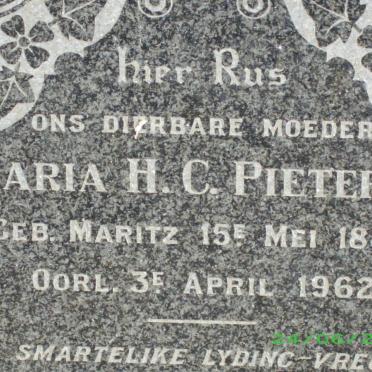 Hier Rus
ONS DIERBARE MOEDER
ARIA H. C. PIETER
GEB. MARITZ 15E MEI 18
OORL. 3E APRIL 1962
SMARTELIKE LYDING-VRE